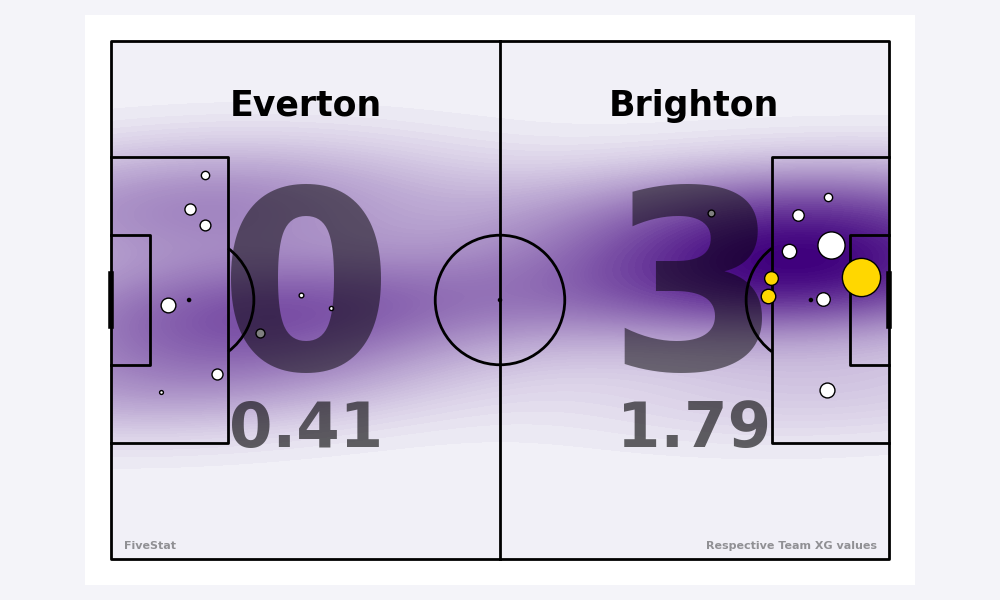 Everton
Brighton
0
3
0.41
1.79
FiveStat
Respective Team XG values